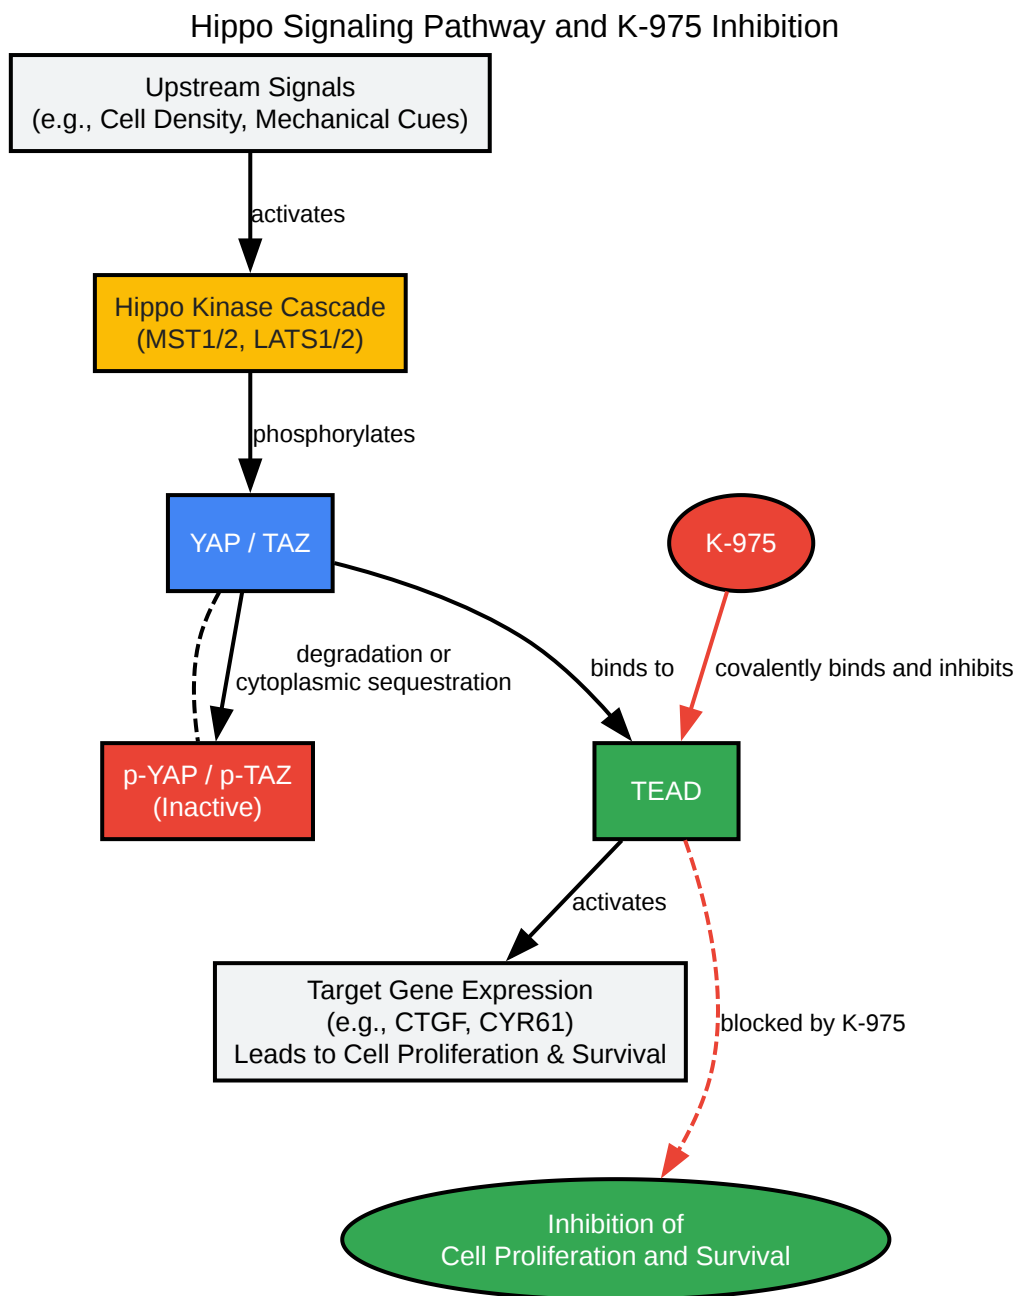 Hippo Signaling Pathway and K-975 Inhibition
Upstream Signals
(e.g., Cell Density, Mechanical Cues)
activates
Hippo Kinase Cascade
(MST1/2, LATS1/2)
phosphorylates
YAP / TAZ
K-975
degradation or
cytoplasmic sequestration
binds to
covalently binds and inhibits
p-YAP / p-TAZ
(Inactive)
TEAD
activates
Target Gene Expression
(e.g., CTGF, CYR61)
Leads to Cell Proliferation & Survival
blocked by K-975
Inhibition of
Cell Proliferation and Survival